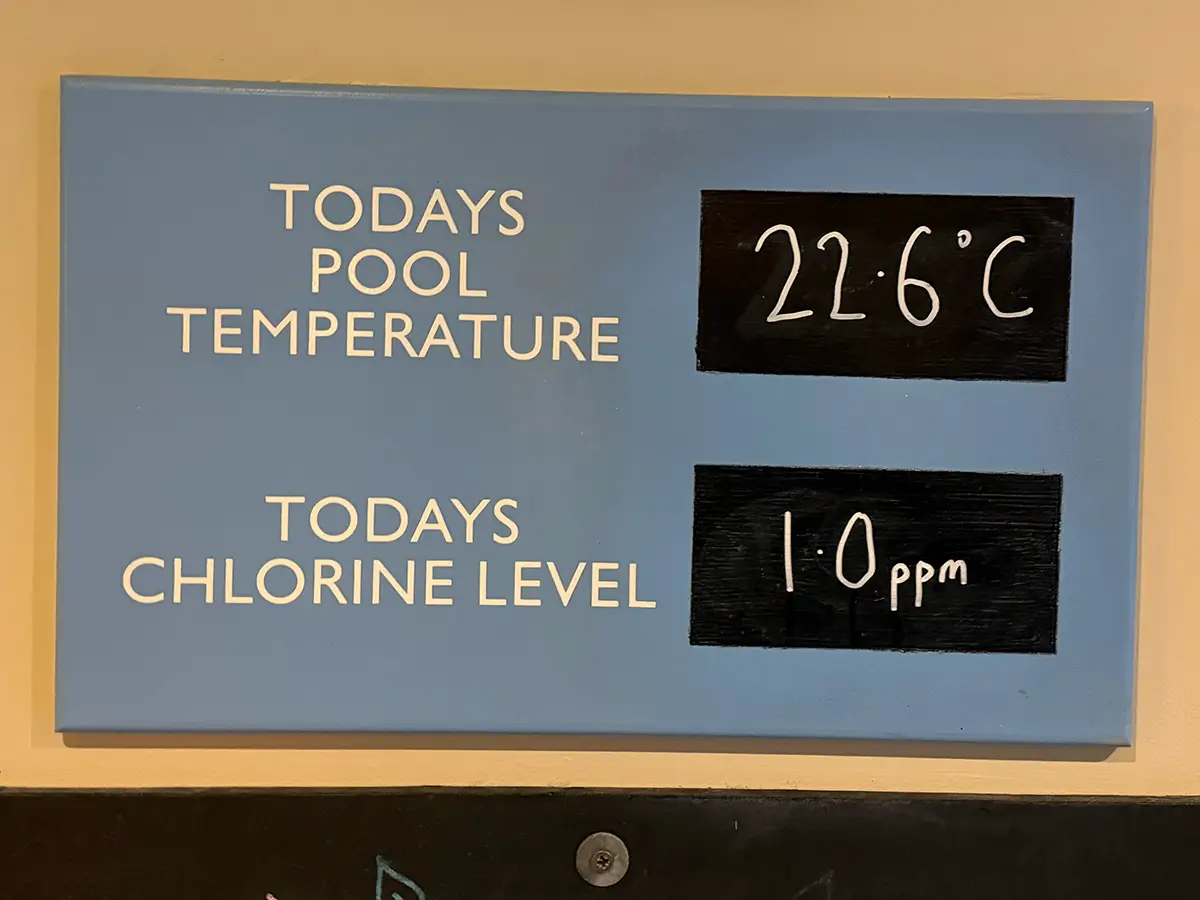 TODAYS
POOL
TEMPERATURE
22·6°C
TODAYS
CHLORINE LEVEL
1·0ppm